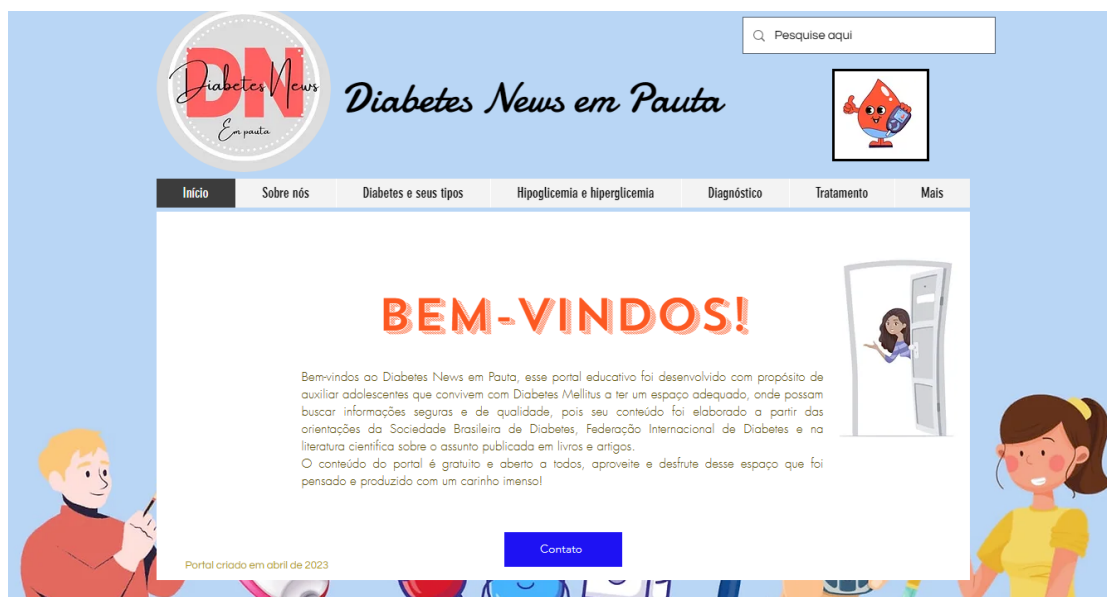 DN
Diabetes News
Em pauta
Diabetes News em Pauta
Pesquise aqui
Início
Sobre nós
Diabetes e seus tipos
Hipoglicemia e hiperglicemia
Diagnóstico
Tratamento
Mais
BEM-VINDOS!
Bem-vindos ao Diabetes News em Pauta, esse portal educativo foi desenvolvido com propósito de
auxiliar adolescentes que convivem com Diabetes Mellitus a ter um espaço adequado, onde possam
buscar informações seguras e de qualidade, pois seu conteúdo foi elaborado a partir das
orientações da Sociedade Brasileira de Diabetes, Federação Internacional de Diabetes e na
literatura científica sobre o assunto publicada em livros e artigos.
O conteúdo do portal é gratuito e aberto a todos, aproveite e desfrute desse espaço que foi
pensado e produzido com um carinho imenso!
Contato
Portal criado em abril de 2023